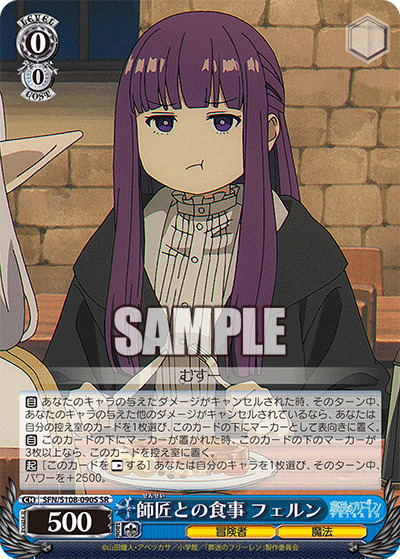 LEVEL
0
0
COST
SAMPLE
むすー
自 あなたのキャラの与えたダメージがキャンセルされた時、そのターン中、
あなたのキャラの与えた他のダメージがキャンセルされているなら、あなたは
自分の控え室のカードを1枚選び、このカードの下にマーカーとして表向きに置く。
自 このカードの下にマーカーが置かれた時、このカードの下のマーカーが
3枚以上なら、このカードを控え室に置く。
起 [このカードを する] あなたは自分のキャラを1枚選び、そのターン中、
パワーを+2500。
CH SFN/S108-090S SR
せんせい
500 師匠との食事 フェルン 葬送のフリーレン
冒険者 魔法
©山田鐘人・アベツカサ/小学館/「葬送のフリーレン」製作委員会